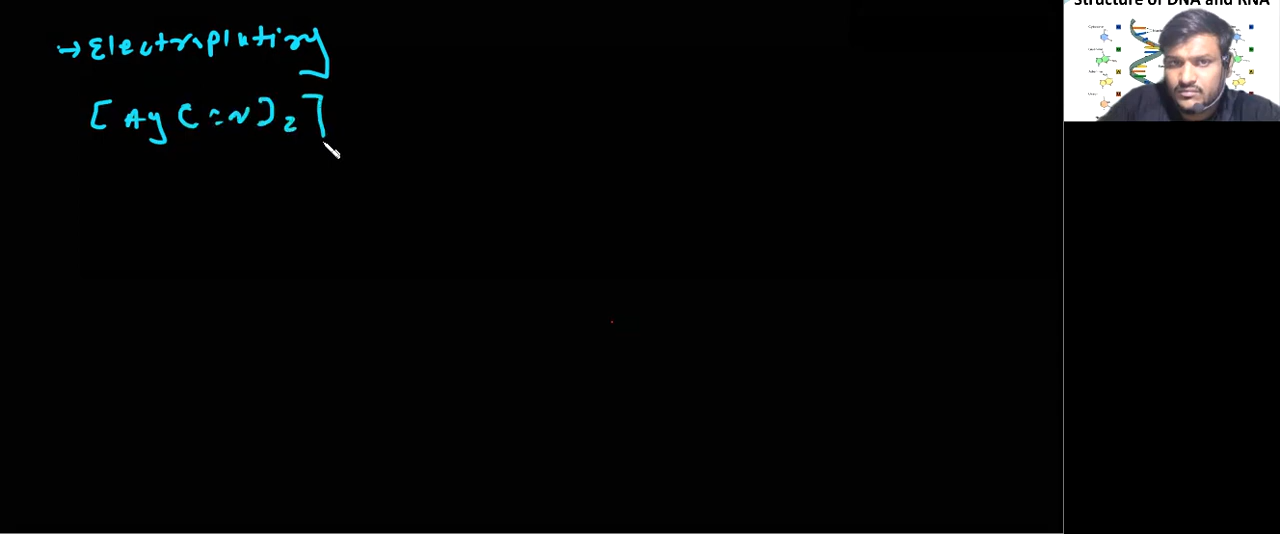 → Electroplating
[Ag(CN)2]
Structure of DNA and RNA